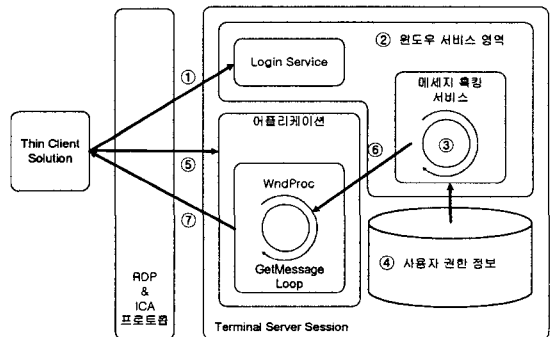 ② 윈도우 서비스 영역
①
Login Service
메세지 훅킹
서비스
③
Thin Client
Solution
어플리케이션
⑤
⑥
WndProc
⑦
GetMessage
Loop
④ 사용자 권한 정보
RDP
&
ICA
프로토콜
Terminal Server Session